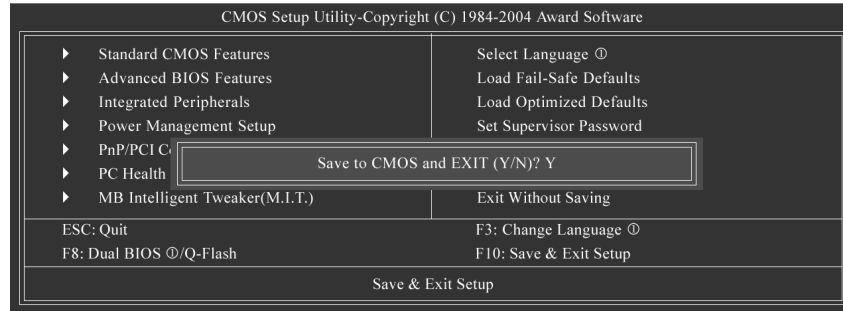 CMOS Setup Utility-Copyright (C) 1984-2004 Award Software
Standard CMOS Features
Advanced BIOS Features
Integrated Peripherals
Power Management Setup
PnP/PCI
PC Health
MB Intelligent Tweaker(M.I.T.)
Select Language ①
Load Fail-Safe Defaults
Load Optimized Defaults
Set Supervisor Password
Exit Without Saving
Save to CMOS and EXIT (Y/N)? Y
ESC: Quit
F3: Change Language ①
F8: Dual BIOS ①/Q-Flash
F10: Save & Exit Setup
Save & Exit Setup